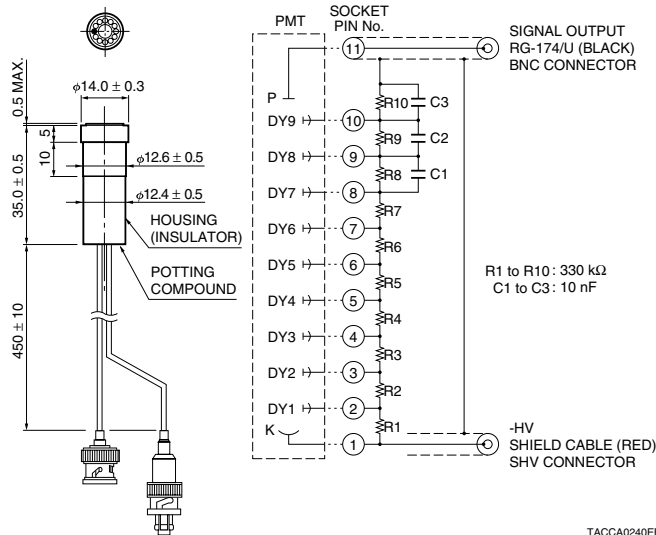 0.5 MAX.
φ14.0 ± 0.3
5
10
35.0 ± 0.5
φ12.6 ± 0.5
φ12.4 ± 0.5
HOUSING
(INSULATOR)
POTTING
COMPOUND
450 ± 10
PMT
SOCKET
PIN No.
SIGNAL OUTPUT
RG-174/U (BLACK)
BNC CONNECTOR
11
P
R10 C3
DY9 10
R9 C2
DY8 9
R8 C1
DY7 8
R7
DY6 7
R6
DY5 6
R5
DY4 5
R4
DY3 4
R3
DY2 3
R2
DY1 2
R1
K 1
R1 to R10 : 330 kΩ
C1 to C3 : 10 nF
-HV
SHIELD CABLE (RED)
SHV CONNECTOR